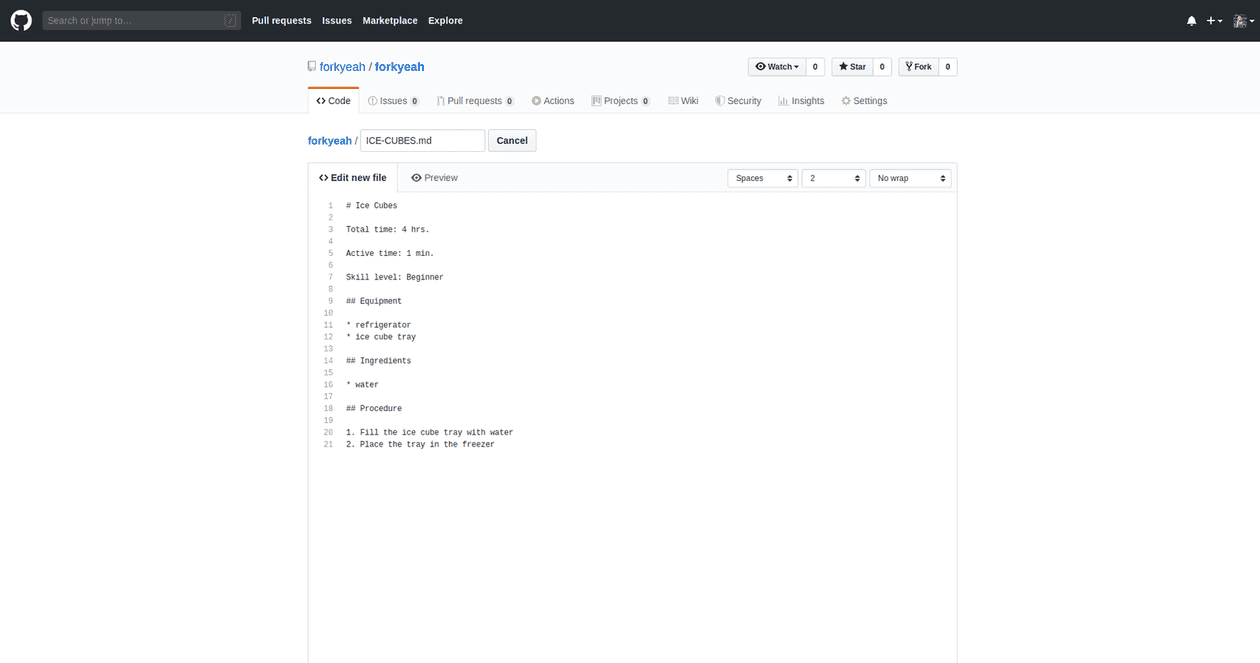 Search or jump to… /
Pull requests Issues Marketplace Explore
forkyeah / forkyeah
Watch 0 Star 0 Fork 0
Code Issues 0 Pull requests 0 Actions Projects 0 Wiki Security Insights Settings
forkyeah / ICE-CUBES.md Cancel
<> Edit new file Preview Spaces 2 No wrap
1 # Ice Cubes
2
3 Total time: 4 hrs.
4
5 Active time: 1 min.
6
7 Skill level: Beginner
8
9 ## Equipment
10
11 * refrigerator
12 * ice cube tray
13
14 ## Ingredients
15
16 * water
17
18 ## Procedure
19
20 1. Fill the ice cube tray with water
21 2. Place the tray in the freezer